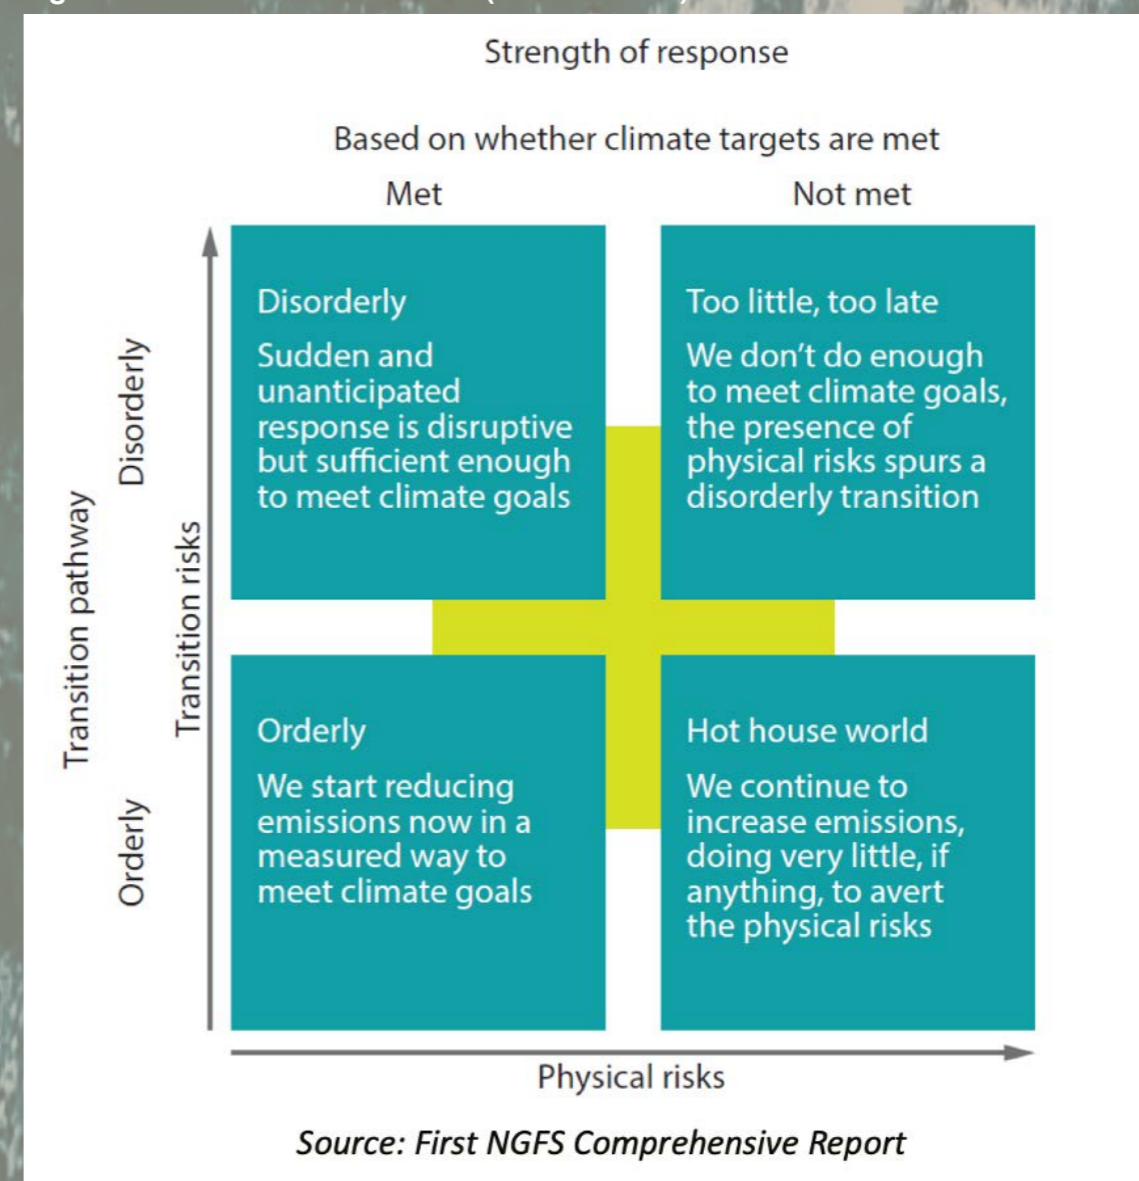 Strength of response
Based on whether climate targets are met
Met
Not met
Transition pathway
Disorderly
Orderly
Transition risks
Disorderly
Sudden and
unanticipated
response is disruptive
but sufficient enough
to meet climate goals
Too little, too late
We don’t do enough
to meet climate goals,
the presence of
physical risks spurs a
disorderly transition
Orderly
We start reducing
emissions now in a
measured way to
meet climate goals
Hot house world
We continue to
increase emissions,
doing very little, if
anything, to avert
the physical risks
Physical risks
Source: First NGFS Comprehensive Report